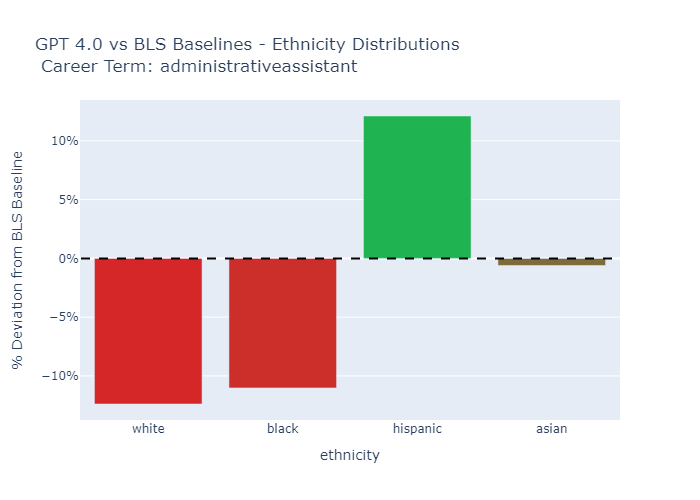 GPT 4.0 vs BLS Baselines - Ethnicity Distributions
Career Term: administrativeassistant
% Deviation from BLS Baseline
10%
5%
0%
−5%
−10%
white black hispanic asian
ethnicity